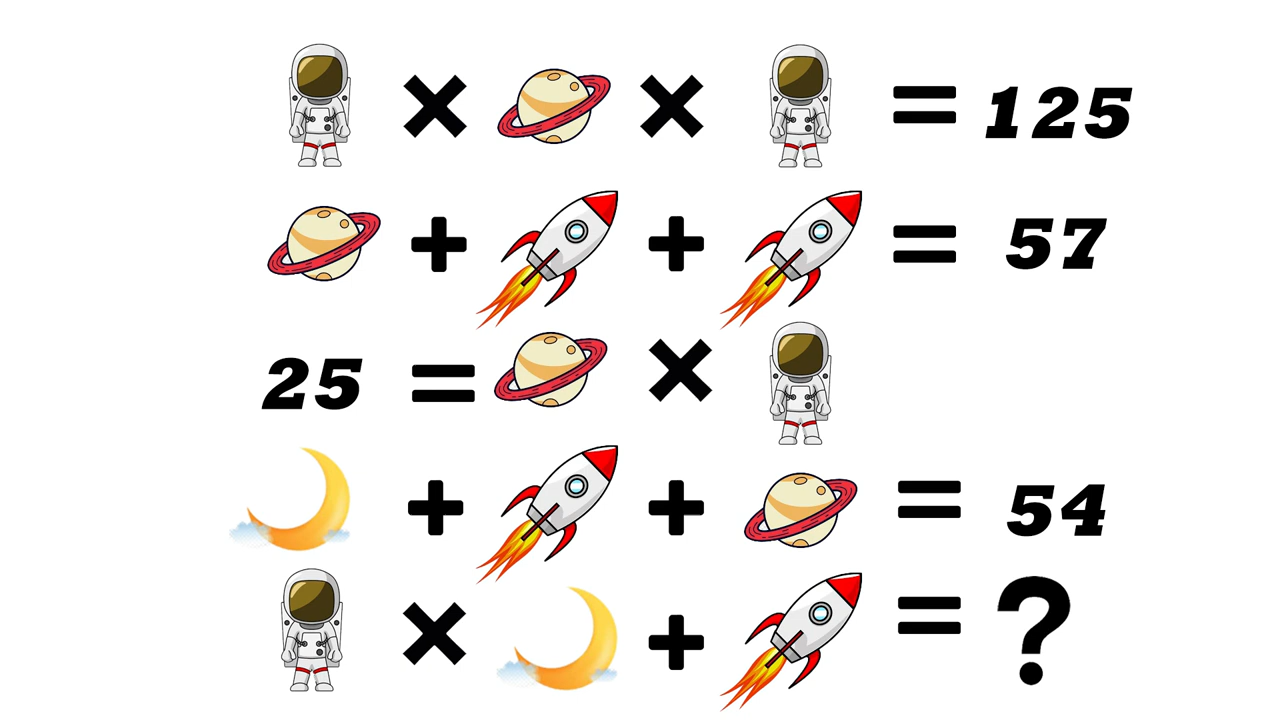 × × = 125
+ + = 57
25 = ×
+ + = 54
× + = ?